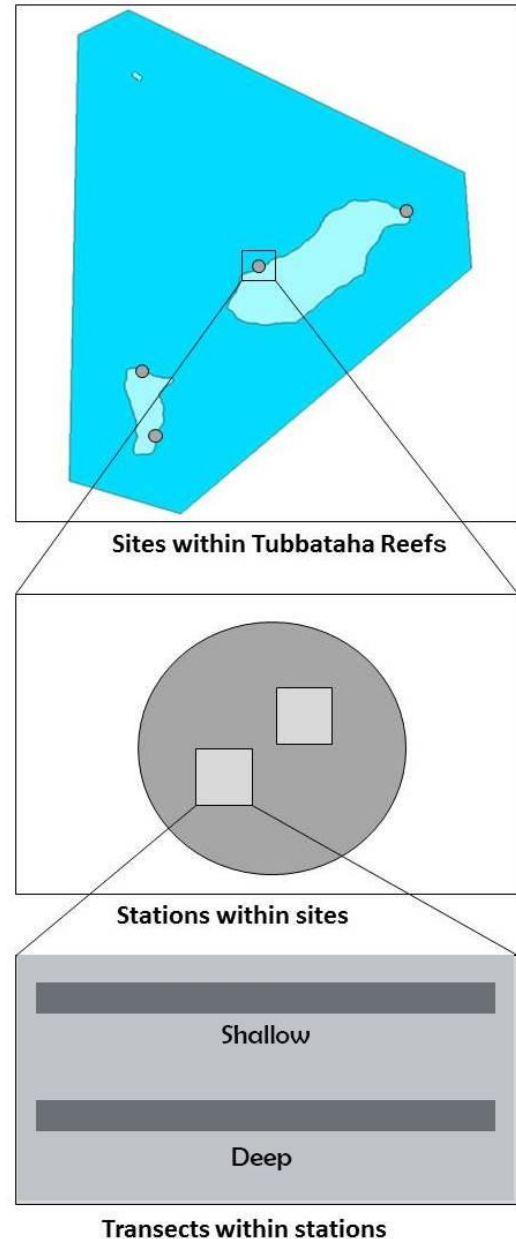 Sites within Tubbataha Reefs
Stations within sites
Shallow
Deep
Transects within stations